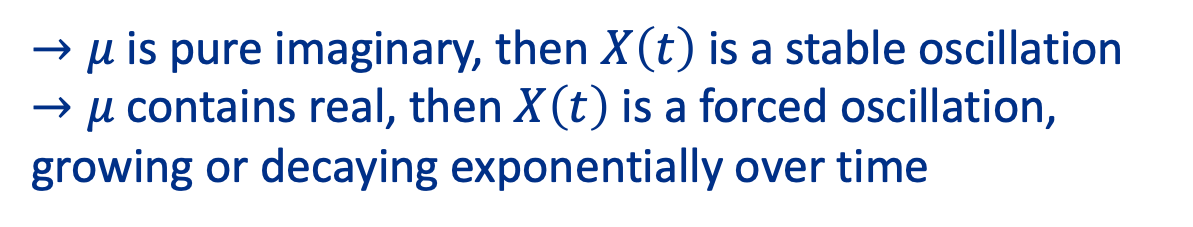 → 𝜇 is pure imaginary, then 𝑋(𝑡) is a stable oscillation
→ 𝜇 contains real, then 𝑋(𝑡) is a forced oscillation,
growing or decaying exponentially over time